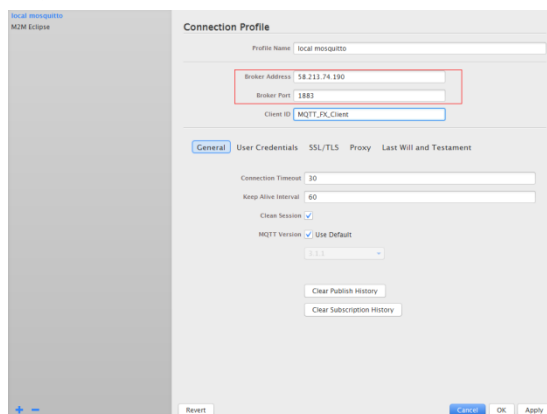 local mosquitto
M2M Eclipse
Connection Profile
Profile Name local mosquitto
Broker Address 58.213.74.190
Broker Port 1883
Client ID MQTT_FX_Client
General User Credentials SSL/TLS Proxy Last Will and Testament
Connection Timeout 30
Keep Alive Interval 60
Clean Session
MQTT Version Use Default
3.1.1
Clear Publish History
Clear Subscription History
Revert Cancel OK Apply